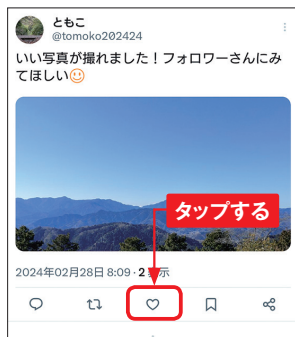 ともこ
@tomoko202424
いい写真が撮れました！フォロワーさんにみ
てほしい
タップする
2024年02月28日 8:09・2 表示